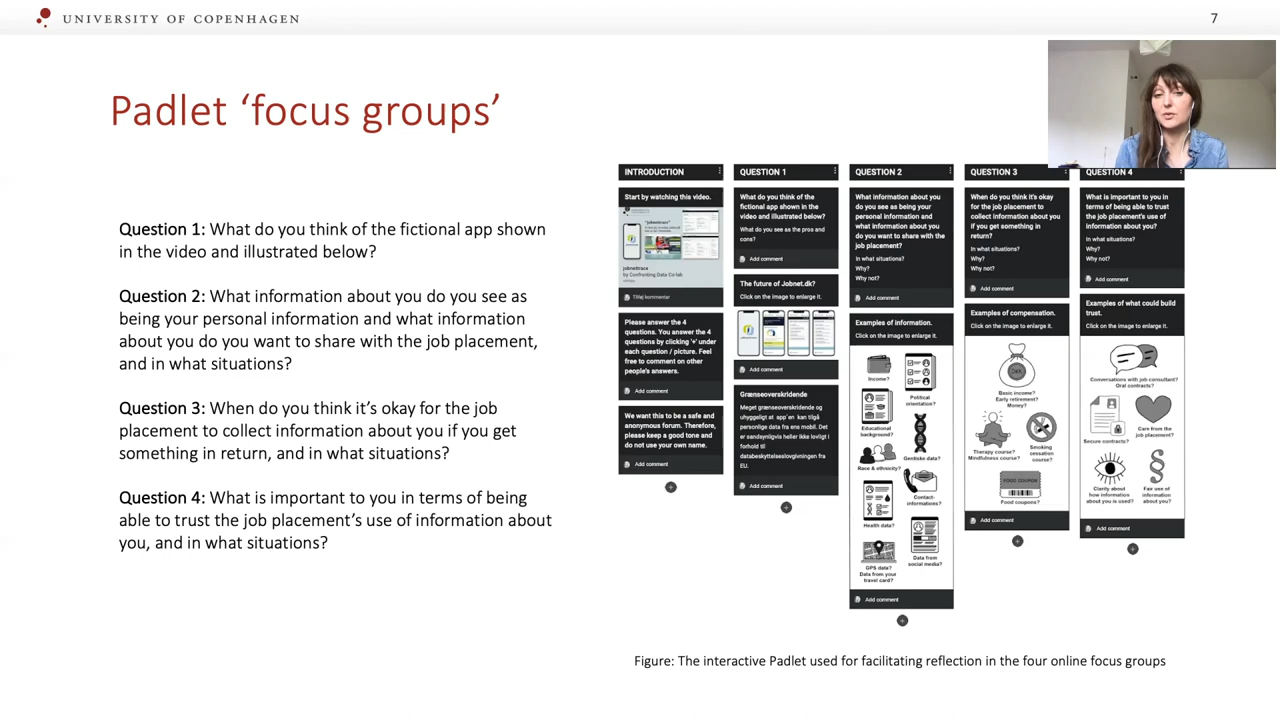 UNIVERSITY OF COPENHAGEN
7
Padlet ‘focus groups’
Question 1: What do you think of the fictional app shown
in the video and illustrated below?
Question 2: What information about you do you see as
being your personal information and what information
about you do you want to share with the job placement,
and in what situations?
Question 3: When do you think it’s okay for the job
placement to collect information about you if you get
something in return, and in what situations?
Question 4: What is important to you in terms of being
able to trust the job placement’s use of information about
you, and in what situations?
INTRODUCTION
Start by watching this video.
jobnettrace
by Confronting Data Co-lab
Tilføj kommentar
Please answer the 4
questions. You answer the 4
questions by clicking '+' under
each question / picture. Feel
free to comment on other
people's answers.
Add comment
We want this to be a safe and
anonymous forum. Therefore,
please keep a good tone and
do not use your own name.
Add comment
QUESTION 1
What do you think of the
fictional app shown in the
video and illustrated below?
What do you see as the pros and
cons?
Add comment
The future of Jobnet.dk?
Click on the image to enlarge it.
Add comment
Grænseoverskridende
Meget grænseoverskridende og
uhyggeligt at app´en kan tilgå
personlige data fra ens mobil. Det
er sandsynligvis heller ikke lovligt i
forhold til
databeskyttelseslovgivningen fra
EU.
Add comment
QUESTION 2
What information about you
do you see as being your
personal information and
what information about you
do you want to share with the
job placement?
In what situations?
Why?
Why not?
Add comment
Examples of information.
Click on the image to enlarge it.
Income?
Political
orientation?
Educational
background?
Genetiske data?
Race & ethnicity?
Contact-
informations?
Health data?
Data from
social media?
GPS data?
Data from your
travel card?
Add comment
QUESTION 3
When do you think it's okay
for the job placement to
collect information about you
if you get something in
return?
In what situations?
Why?
Why not?
Add comment
Examples of compensation.
Click on the image to enlarge it.
DKK
Basic income?
Early retirement?
Money?
Therapy course?
Mindfulness course?
Smoking
cessation
course?
FOOD COUPON
Food coupons?
Add comment
QUESTION 4
What is important to you in
terms of being able to trust
the job placement's use of
information about you?
In what situations?
Why?
Why not?
Add comment
Examples of what could build
trust.
Click on the image to enlarge it.
Conversations with job consultant?
Oral contracts?
Secure contracts?
Care from the
job placement?
Clarity about
how information
about you is used?
Fair use of
information
about you?
Add comment
Figure: The interactive Padlet used for facilitating reflection in the four online focus groups